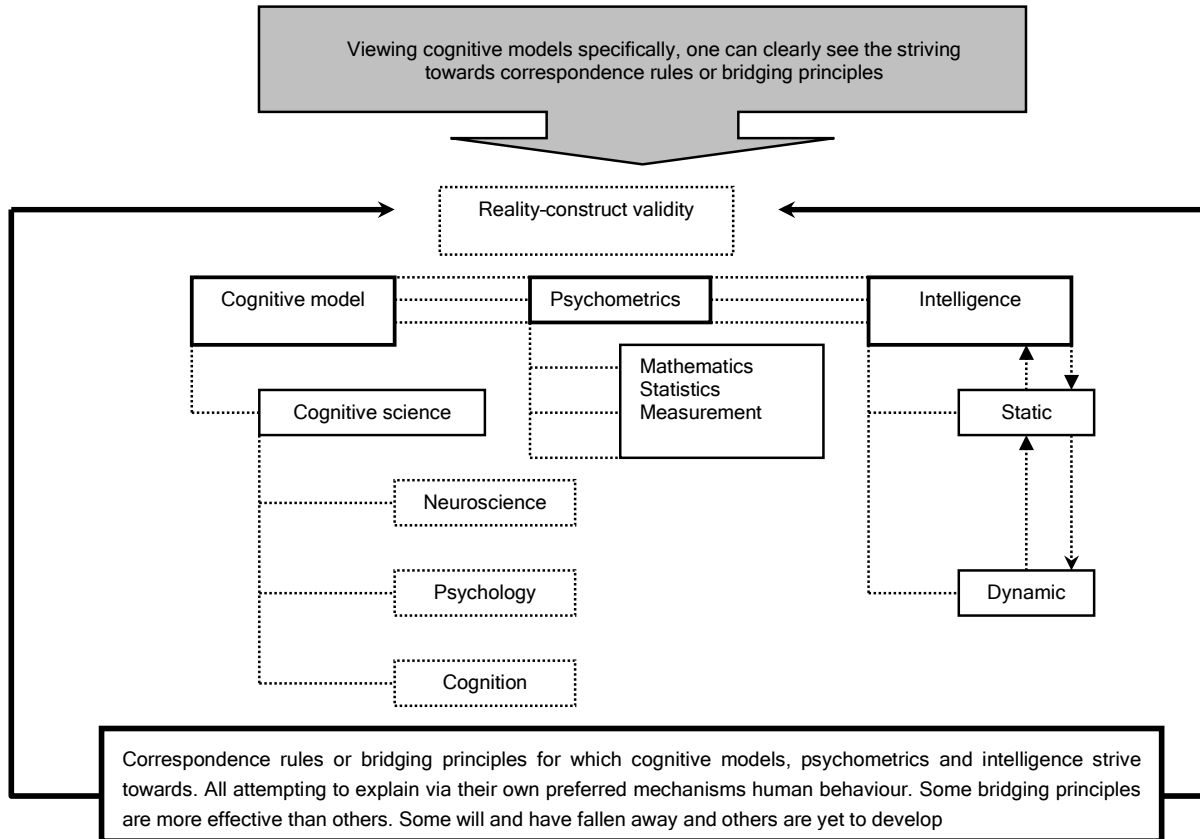 Viewing cognitive models specifically, one can clearly see the striving
towards correspondence rules or bridging principles
Reality-construct validity
Cognitive model
Psychometrics
Intelligence
Mathematics
Statistics
Measurement
Cognitive science
Static
Neuroscience
Psychology
Dynamic
Cognition
Correspondence rules or bridging principles for which cognitive models, psychometrics and intelligence strive
towards. All attempting to explain via their own preferred mechanisms human behaviour. Some bridging principles
are more effective than others. Some will and have fallen away and others are yet to develop